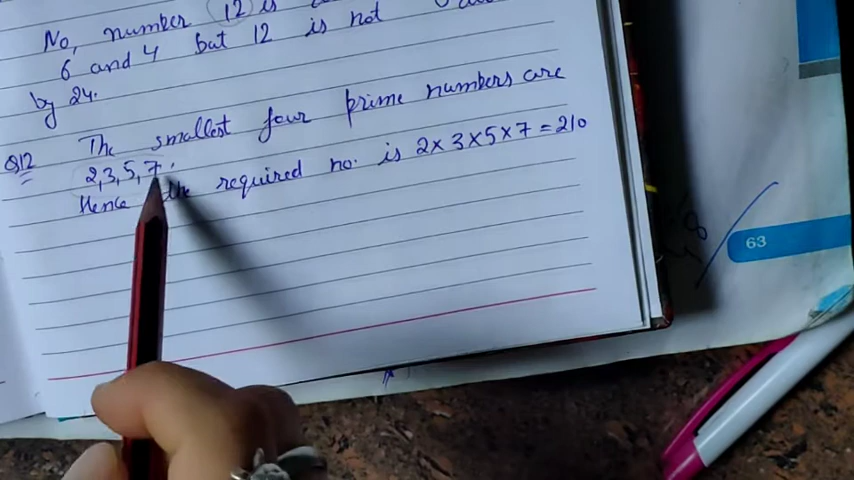 No, number 12 is
6 and 4 but 12 is not
by 24.
Q12 The smallest four prime numbers are
2,3,5,7.
Hence the required no. is 2×3×5×7=210
8
63